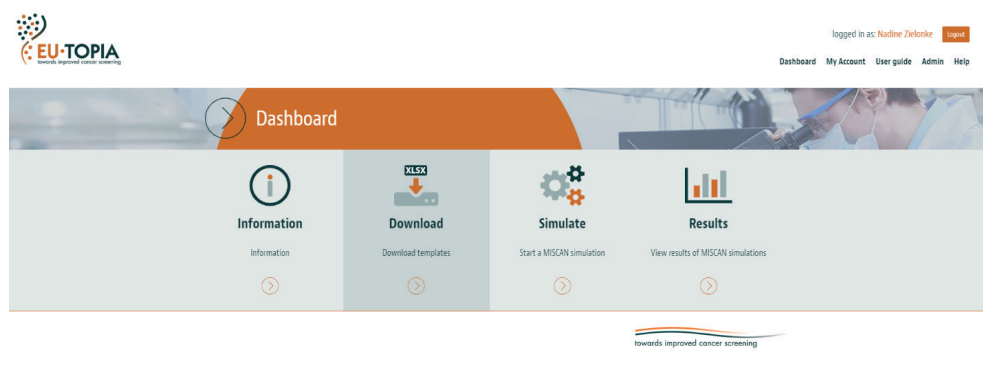 EU·TOPIA
towards improved cancer screening
logged in as: Nadine Zielonke Logout
Dashboard My Account User guide Admin Help
Dashboard
XLSX
Information Download Simulate Results
Information Download templates Start a MISCAN simulation View results of MISCAN simulations
towards improved cancer screening